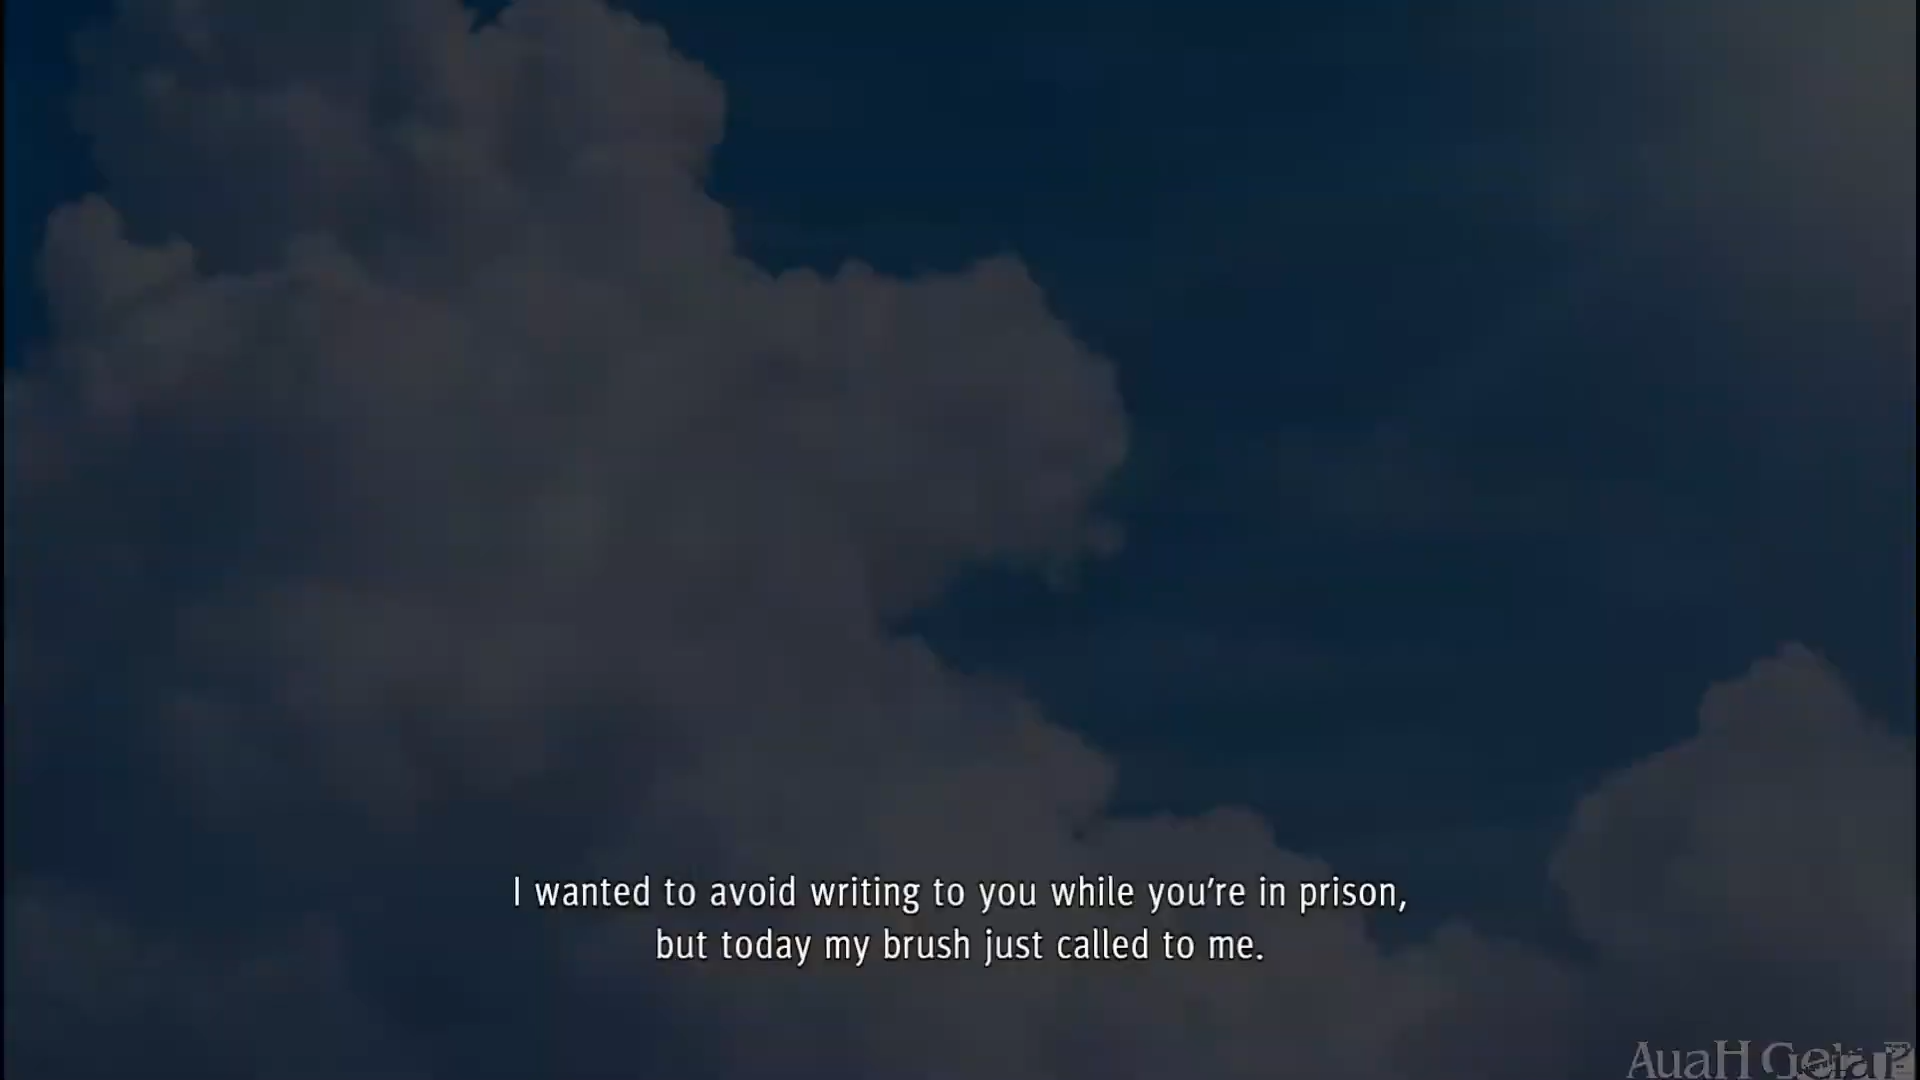 I wanted to avoid writing to you while you’re in prison,
but today my brush just called to me.
AuaH